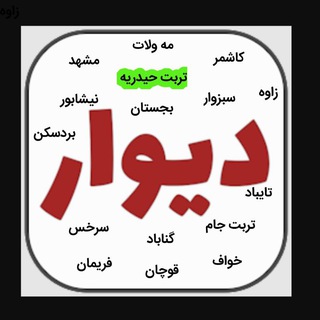 زاوه
مه ولات
کاشمر
مشهد
تربت حیدریه
زاوه
سبزوار
نیشابور
بجستان
بردسکن
دیوار
تایباد
تربت جام
سرخس
گناباد
خواف
فریمان
قوچان